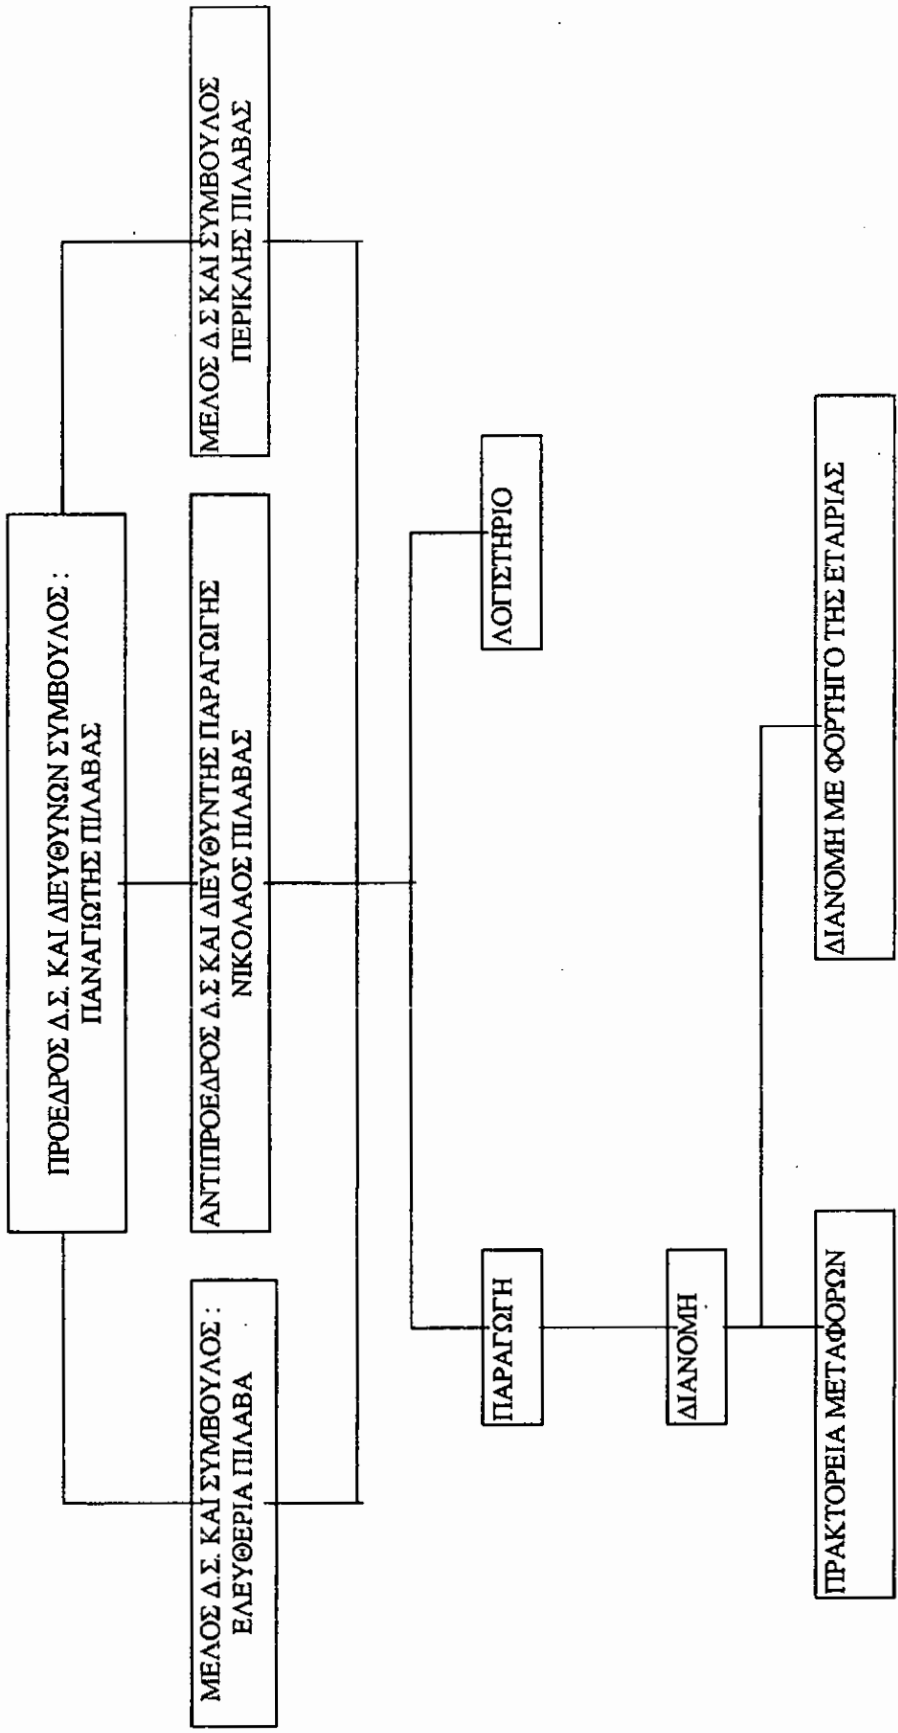 ΠΡΟΕΔΡΟΣ Δ.Σ. ΚΑΙ ΔΙΕΥΘΥΝΩΝ ΣΥΜΒΟΥΛΟΣ :
ΠΑΝΑΓΙΩΤΗΣ ΠΙΛΑΒΑΣ
ΜΕΛΟΣ Δ.Σ. ΚΑΙ ΣΥΜΒΟΥΛΟΣ :
ΕΛΕΥΘΕΡΙΑ ΠΙΛΑΒΑ
ΑΝΤΙΠΡΟΕΔΡΟΣ Δ.Σ ΚΑΙ ΔΙΕΥΘΥΝΤΗΣ ΠΑΡΑΓΩΓΗΣ
ΝΙΚΟΛΑΟΣ ΠΙΛΑΒΑΣ
ΜΕΛΟΣ Δ.Σ ΚΑΙ ΣΥΜΒΟΥΛΟΣ
ΠΕΡΙΚΛΗΣ ΠΙΛΑΒΑΣ
ΠΑΡΑΓΩΓΗ
ΛΟΓΙΣΤΗΡΙΟ
ΔΙΑΝΟΜΗ
ΠΡΑΚΤΟΡΕΙΑ ΜΕΤΑΦΟΡΩΝ
ΔΙΑΝΟΜΗ ΜΕ ΦΟΡΤΗΓΟ ΤΗΣ ΕΤΑΙΡΙΑΣ